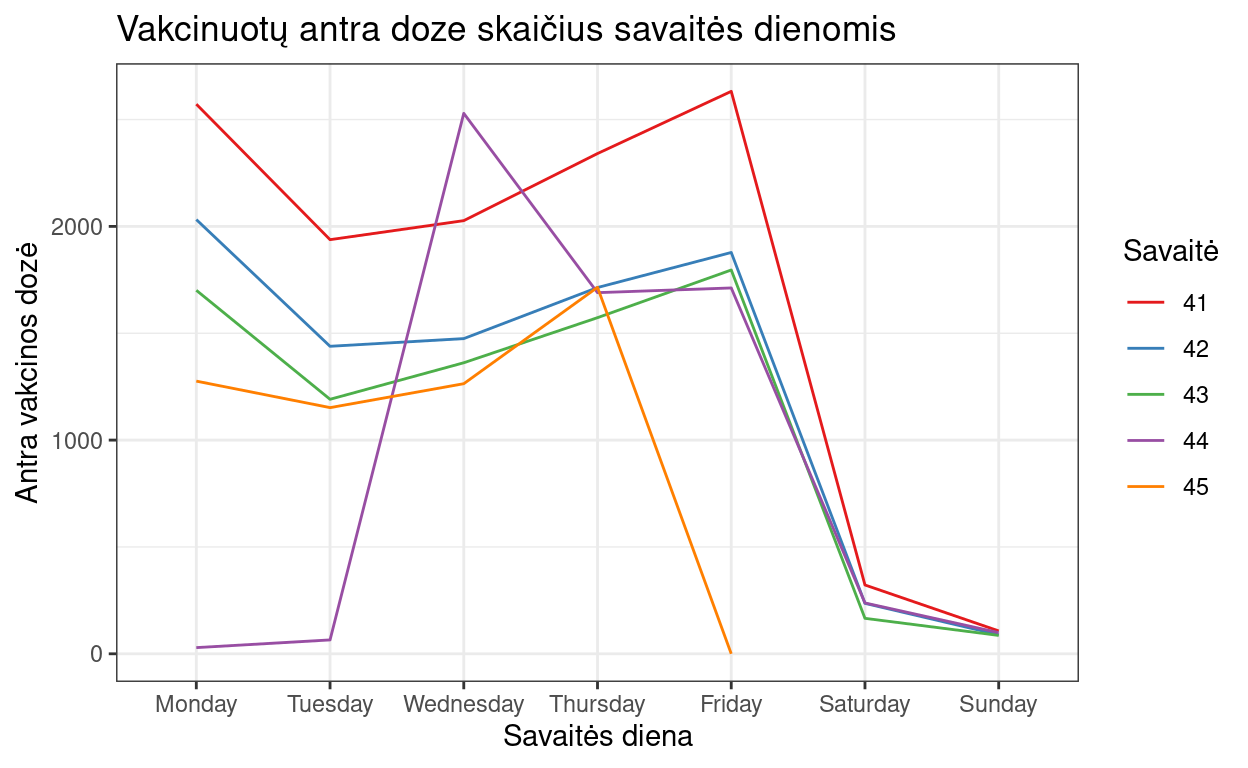 Vakcinuotų antra doze skaičius savaitės dienomis
Antra vakcinos dozė
2000
1000
0
Monday Tuesday Wednesday Thursday Friday Saturday Sunday
Savaitės diena
Savaitė
41
42
43
44
45